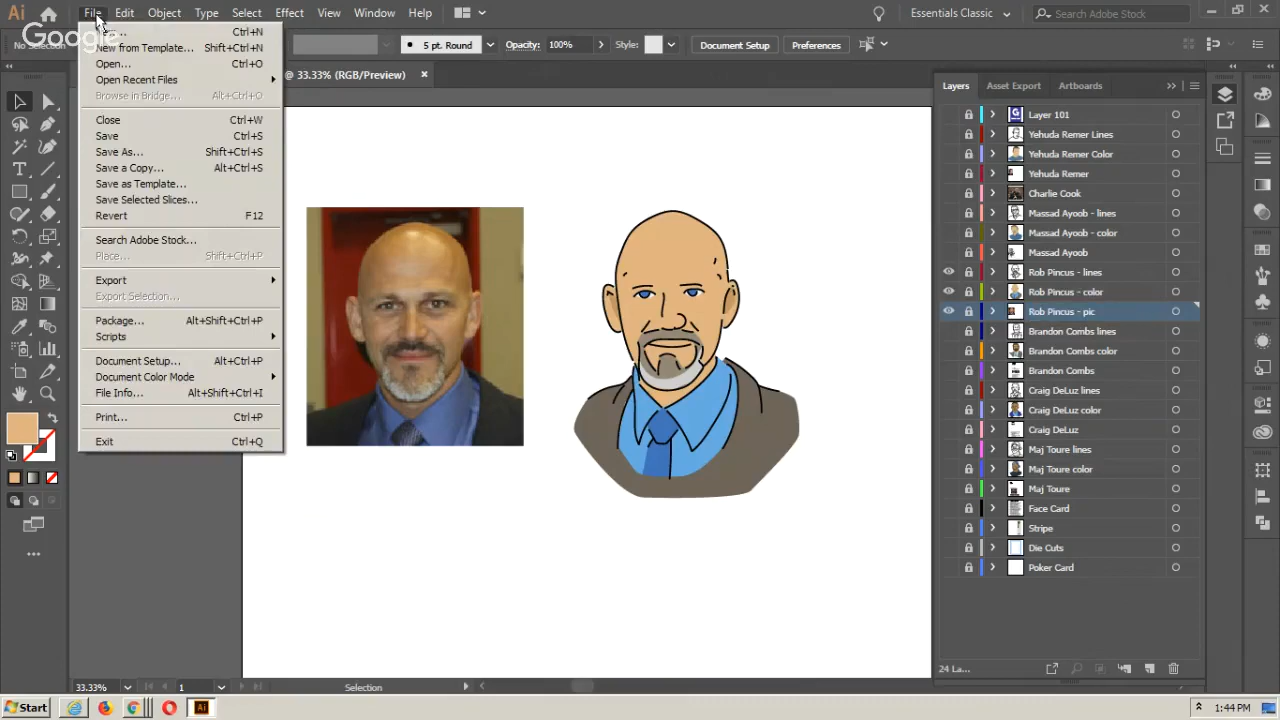 Ai File Edit Object Type Select Effect View Window Help Essentials Classic Search Adobe Stock
Google
No Selection 5 pt. Round Opacity: 100% Style: Document Setup Preferences
@ 33.33% (RGB/Preview)
Ctrl+N
New from Template... Shift+Ctrl+N
Open... Ctrl+O
Open Recent Files
Browse in Bridge... Alt+Ctrl+O
Close Ctrl+W
Save Ctrl+S
Save As... Shift+Ctrl+S
Save a Copy... Alt+Ctrl+S
Save as Template...
Save Selected Slices...
Revert F12
Search Adobe Stock...
Place... Shift+Ctrl+P
Export
Export Selection...
Package... Alt+Shift+Ctrl+P
Scripts
Document Setup... Alt+Ctrl+P
Document Color Mode
File Info... Alt+Shift+Ctrl+I
Print... Ctrl+P
Exit Ctrl+Q
Layers Asset Export Artboards
Layer 101
Yehuda Remer Lines
Yehuda Remer Color
Yehuda Remer
Charlie Cook
Massad Ayoob - lines
Massad Ayoob - color
Massad Ayoob
Rob Pincus - lines
Rob Pincus - color
Rob Pincus - pic
Brandon Combs lines
Brandon Combs color
Brandon Combs
Craig DeLuz lines
Craig DeLuz color
Craig DeLuz
Maj Toure lines
Maj Toure color
Maj Toure
Face Card
Stripe
Die Cuts
Poker Card
24 La...
33.33% 1 Selection
Start Ai 1:44 PM